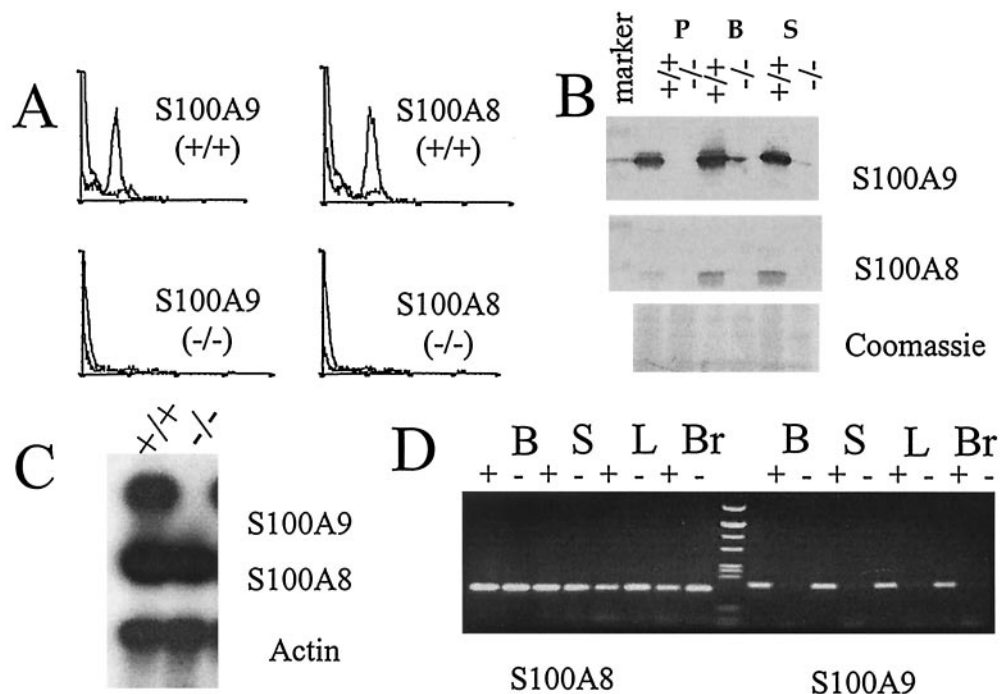 A
S100A9
(+/+)
S100A8
(+/+)
S100A9
(-/-)
S100A8
(-/-)
B
marker
P B S
+/+ -/- +/+ -/- +/+ -/-
S100A9
S100A8
Coomassie
C
+/+ -/-
S100A9
S100A8
Actin
D
B S L Br B S L Br
+ - + - + - + - + - + - + - + -
S100A8 S100A9